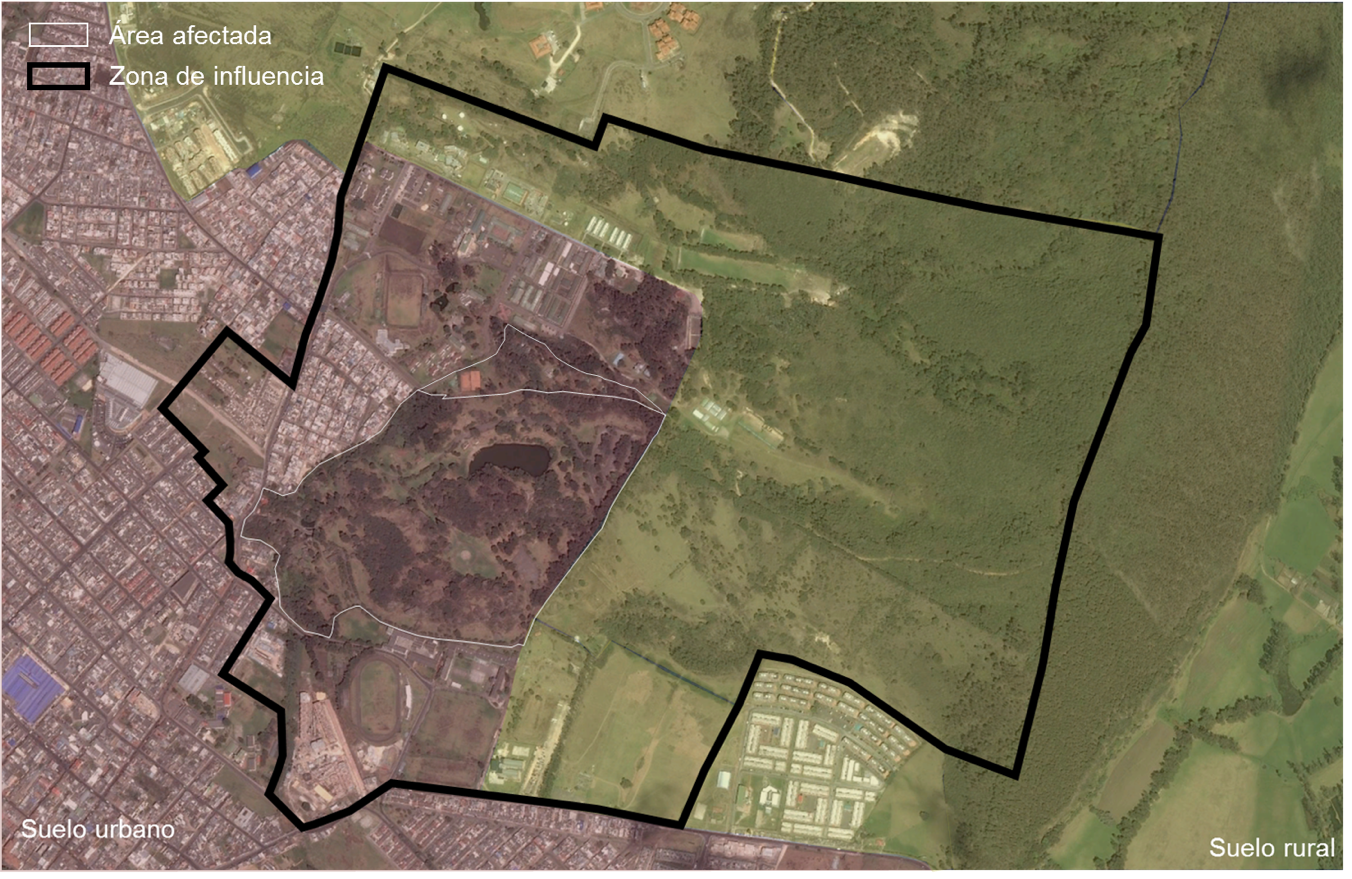 Área afectada
Zona de influencia
Suelo urbano
Suelo rural